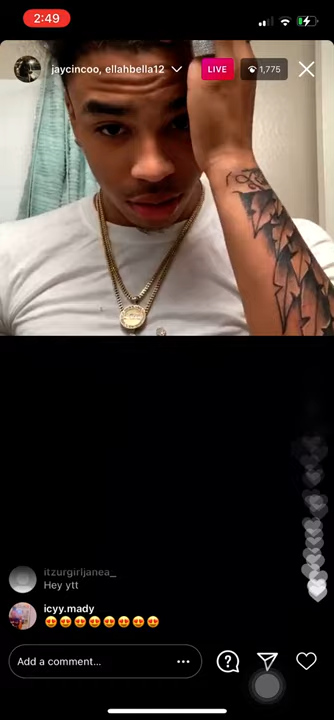 2:49
jaycincoo, ellahbella12
LIVE
1,775
itzurgirljanea_
Hey ytt
icyy.mady
😍😍😍😍😍😍😍😍
Add a comment...